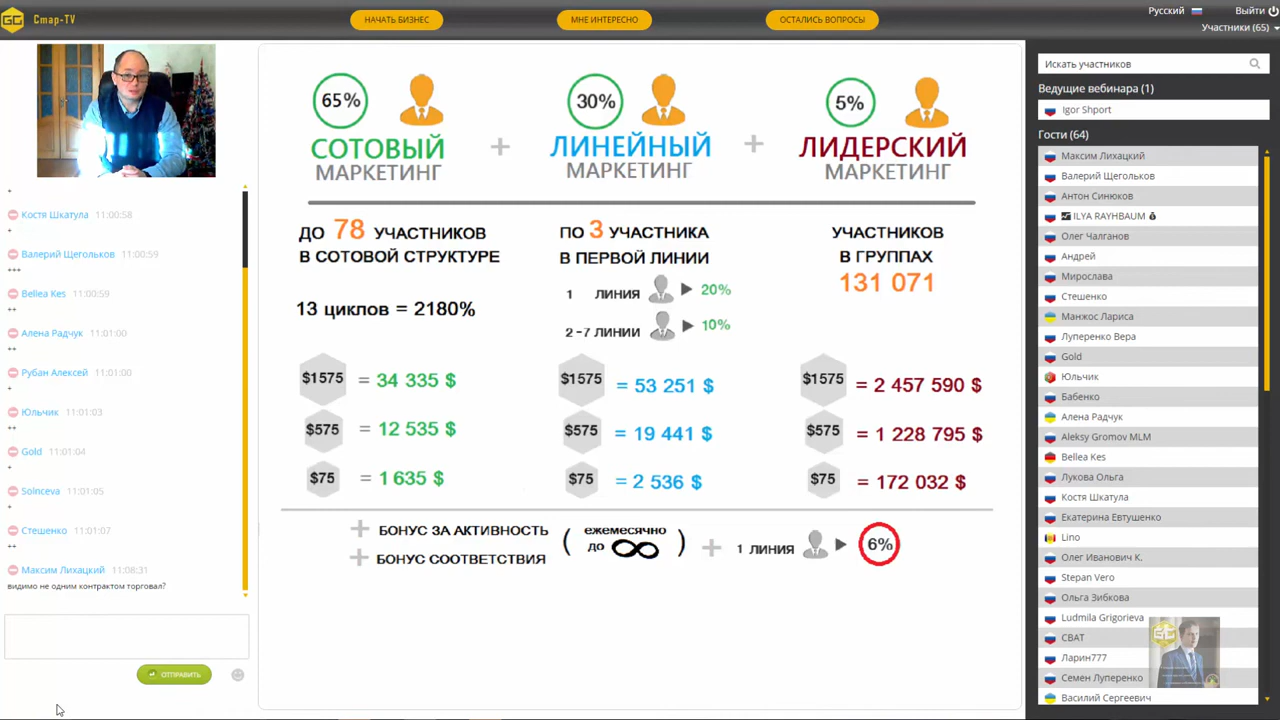 GC Стар-TV
НАЧАТЬ БИЗНЕС
МНЕ ИНТЕРЕСНО
ОСТАЛИСЬ ВОПРОСЫ
Русский
Выйти
Участники (65)
Костя Шкатула 11:00:58
+
Валерий Щегольков 11:00:59
+++
Bellea Kes 11:00:59
++
Алена Радчук 11:01:00
++
Рубан Алексей 11:01:00
+
Юльчик 11:01:03
++
Gold 11:01:04
+
Solnceva 11:01:05
+
Стешенко 11:01:07
++
Максим Лихацкий 11:08:31
видимо не одним контрактом торговал?
ОТПРАВИТЬ
65%
СОТОВЫЙ
МАРКЕТИНГ
+
30%
ЛИНЕЙНЫЙ
МАРКЕТИНГ
+
5%
ЛИДЕРСКИЙ
МАРКЕТИНГ
ДО 78 УЧАСТНИКОВ
В СОТОВОЙ СТРУКТУРЕ
13 циклов = 2180%
$1575 = 34 335 $
$575 = 12 535 $
$75 = 1 635 $
ПО 3 УЧАСТНИКА
В ПЕРВОЙ ЛИНИИ
1 ЛИНИЯ 20%
2-7 ЛИНИИ 10%
$1575 = 53 251 $
$575 = 19 441 $
$75 = 2 536 $
УЧАСТНИКОВ
В ГРУППАХ
131 071
$1575 = 2 457 590 $
$575 = 1 228 795 $
$75 = 172 032 $
+ БОНУС ЗА АКТИВНОСТЬ
+ БОНУС СООТВЕТСТВИЯ
( ежемесячно
до ∞ )
+ 1 ЛИНИЯ 6%
Искать участников
Ведущие вебинара (1)
Igor Shport
Гости (64)
Максим Лихацкий
Валерий Щегольков
Антон Синюков
ILYA RAYHBAUM
Олег Чалганов
Андрей
Мирослава
Стешенко
Манжос Лариса
Луперенко Вера
Gold
Юльчик
Бабенко
Алена Радчук
Aleksy Gromov MLM
Bellea Kes
Лукова Ольга
Костя Шкатула
Екатерина Евтушенко
Lino
Олег Иванович К.
Stepan Vero
Ольга Зибкова
Ludmila Grigorieva
СВАТ
Ларин777
Семен Луперенко
Василий Сергеевич
GC